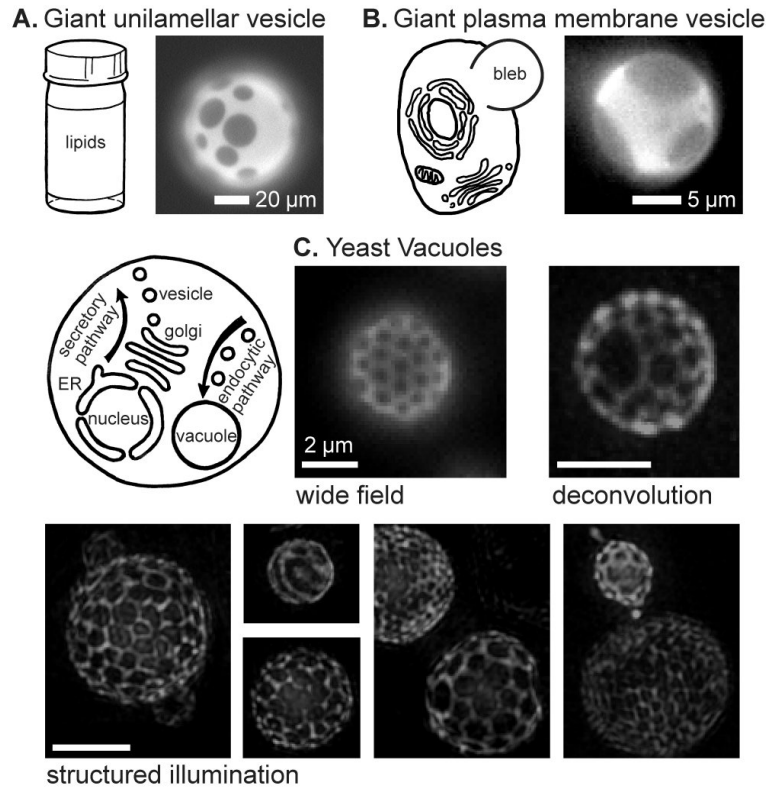 A. Giant unilamellar vesicle
lipids
20 µm
B. Giant plasma membrane vesicle
bleb
5 µm
secretory
pathway
vesicle
golgi
ER
nucleus
endocytic
pathway
vacuole
C. Yeast Vacuoles
2 µm
wide field
deconvolution
structured illumination